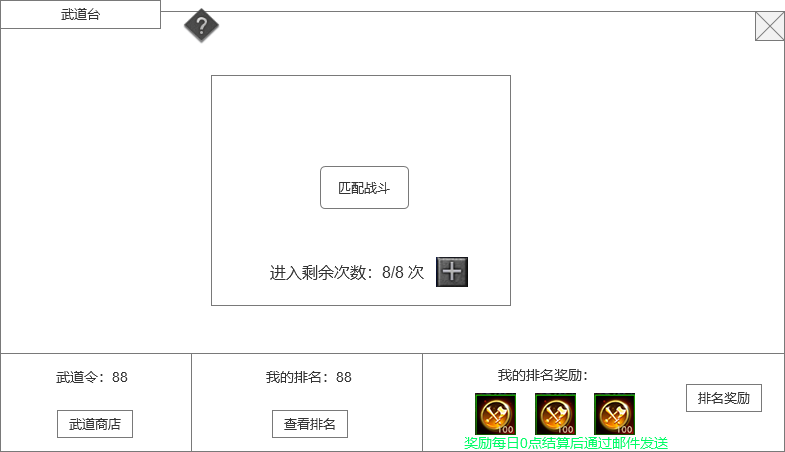 武道台
?
匹配战斗
进入剩余次数：8/8 次
武道令：88
武道商店
我的排名：88
查看排名
我的排名奖励：
100 100 100
排名奖励
奖励每日0点结算后通过邮件发送